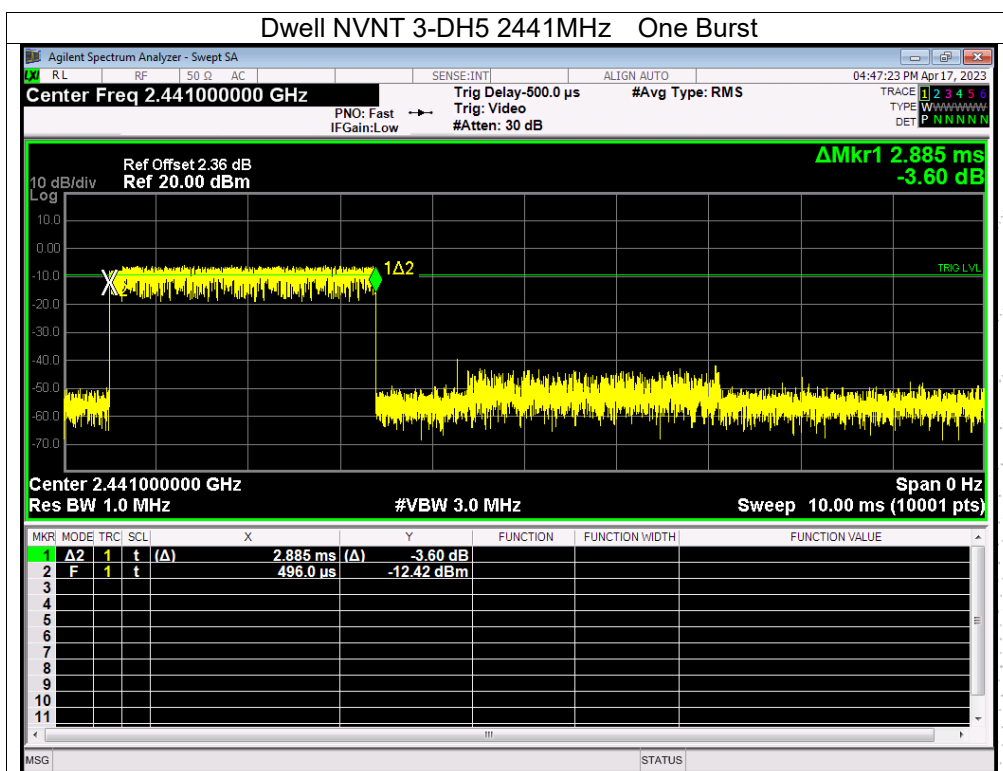 Dwell NVNT 3-DH5 2441MHz One Burst
Agilent Spectrum Analyzer - Swept SA
LXI RL RF 50 Ω AC SENSE:INT ALIGN AUTO 04:47:23 PM Apr 17, 2023
Center Freq 2.441000000 GHz Trig Delay-500.0 µs #Avg Type: RMS TRACE 1 2 3 4 5 6
PNO: Fast Trig: Video TYPE WWWWWW
IFGain:Low #Atten: 30 dB DET P N N N N N
ΔMkr1 2.885 ms
-3.60 dB
Ref Offset 2.36 dB
10 dB/div Ref 20.00 dBm
Log
10.0
0.00
-10.0
-20.0
-30.0
-40.0
-50.0
-60.0
-70.0
1Δ2
TRIG LVL
Center 2.441000000 GHz Span 0 Hz
Res BW 1.0 MHz #VBW 3.0 MHz Sweep 10.00 ms (10001 pts)
MKR MODE TRC SCL X Y FUNCTION FUNCTION WIDTH FUNCTION VALUE
1 Δ2 1 t (Δ) 2.885 ms (Δ) -3.60 dB
2 F 1 t 496.0 µs -12.42 dBm
3
4
5
6
7
8
9
10
11
MSG STATUS